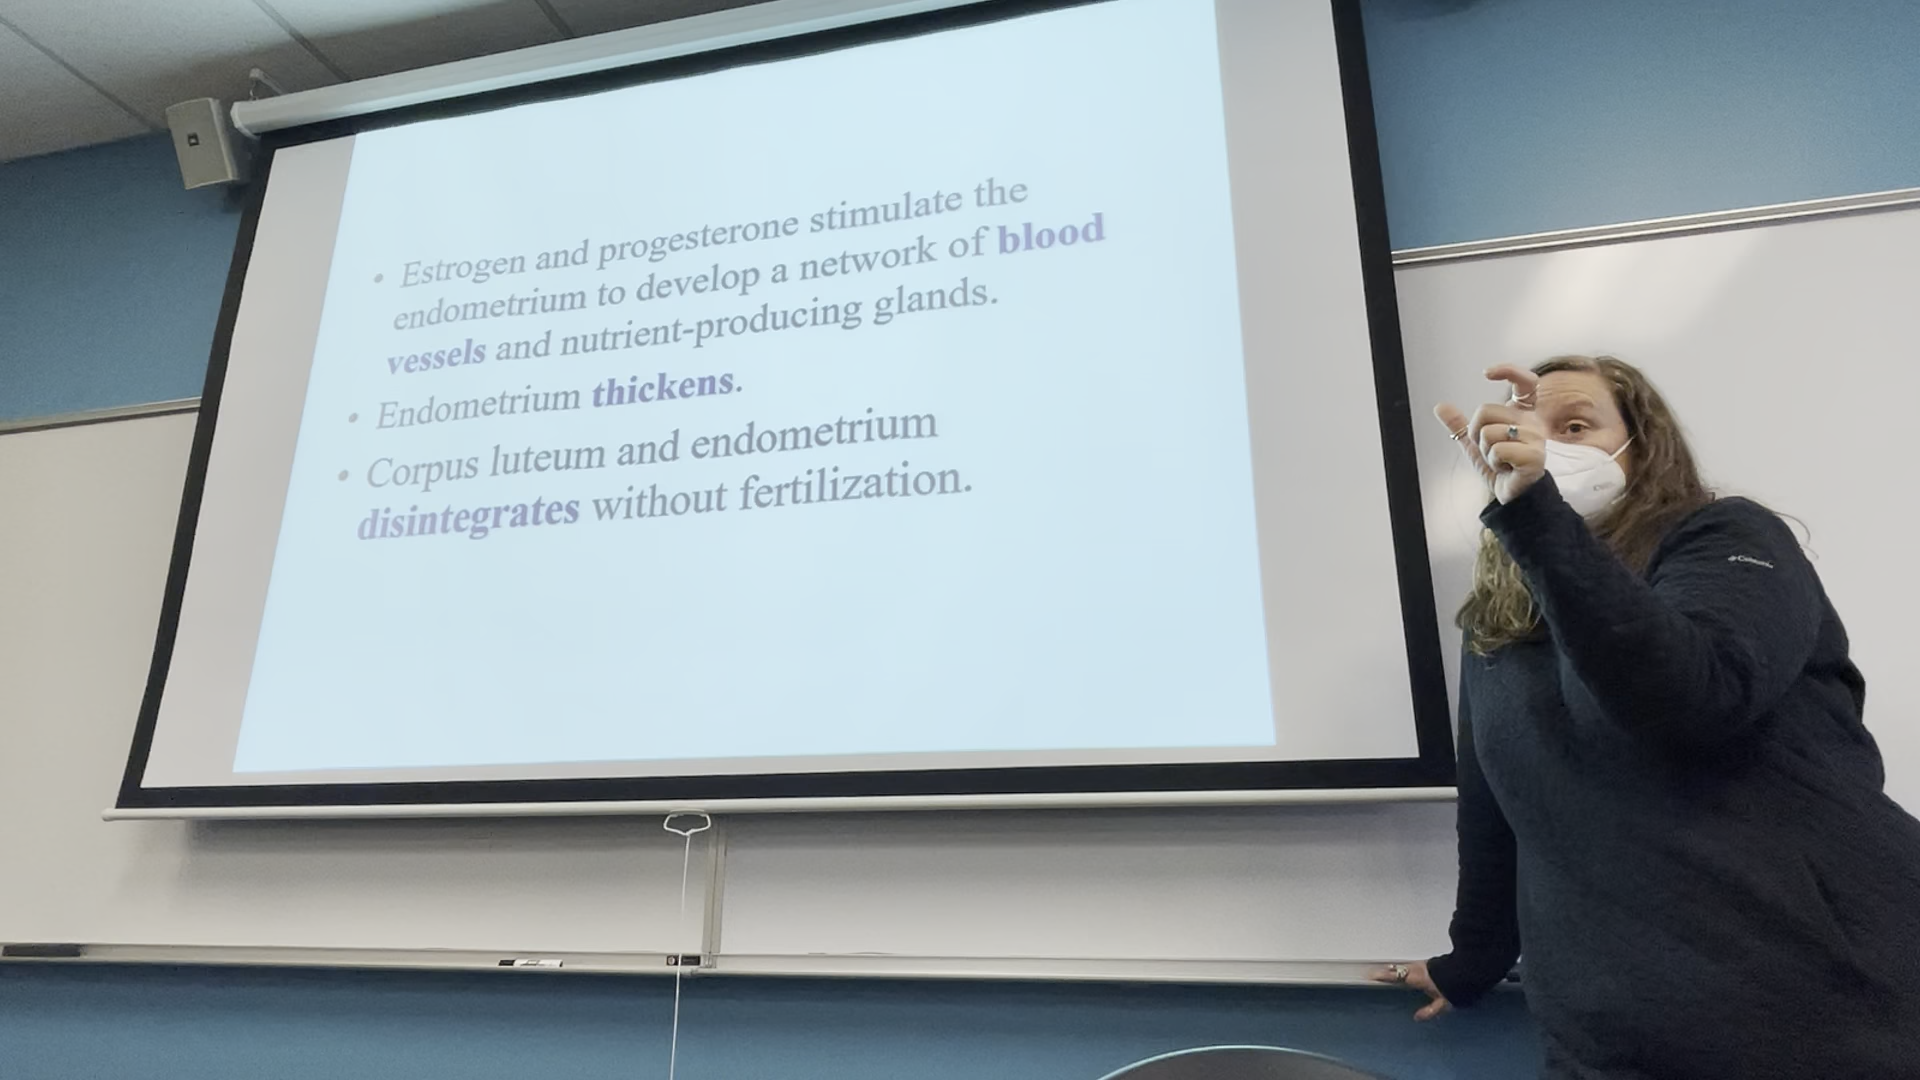 • Estrogen and progesterone stimulate the
endometrium to develop a network of blood
vessels and nutrient-producing glands.
• Endometrium thickens.
• Corpus luteum and endometrium
disintegrates without fertilization.
Columbia